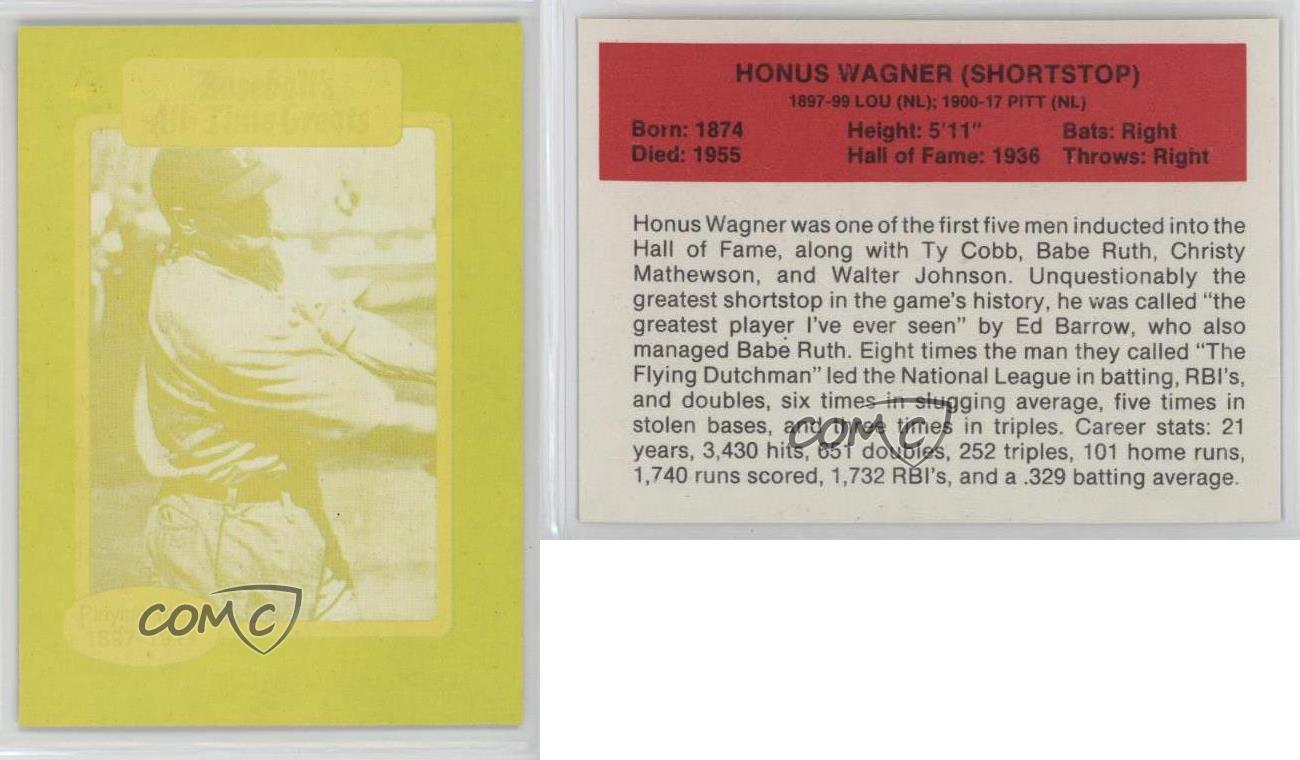 Baseball's
All-Time Greats
COMC
HONUS WAGNER (SHORTSTOP)
1897-99 LOU (NL); 1900-17 PITT (NL)
Born: 1874 Height: 5'11" Bats: Right
Died: 1955 Hall of Fame: 1936 Throws: Right
Honus Wagner was one of the first five men inducted into the
Hall of Fame, along with Ty Cobb, Babe Ruth, Christy
Mathewson, and Walter Johnson. Unquestionably the
greatest shortstop in the game's history, he was called "the
greatest player I've ever seen" by Ed Barrow, who also
managed Babe Ruth. Eight times the man they called "The
Flying Dutchman" led the National League in batting, RBI's,
and doubles, six times in slugging average, five times in
stolen bases, and three times in triples. Career stats: 21
years, 3,430 hits, 651 doubles, 252 triples, 101 home runs,
1,740 runs scored, 1,732 RBI's, and a .329 batting average.
COMC